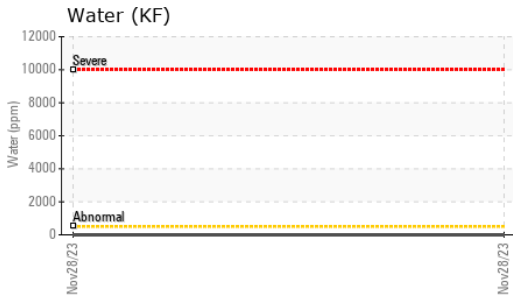 Water (KF)
12000
Severe
10000
8000
6000
4000
2000
Abnormal
0
Water (ppm)
Nov28/23
Nov28/23